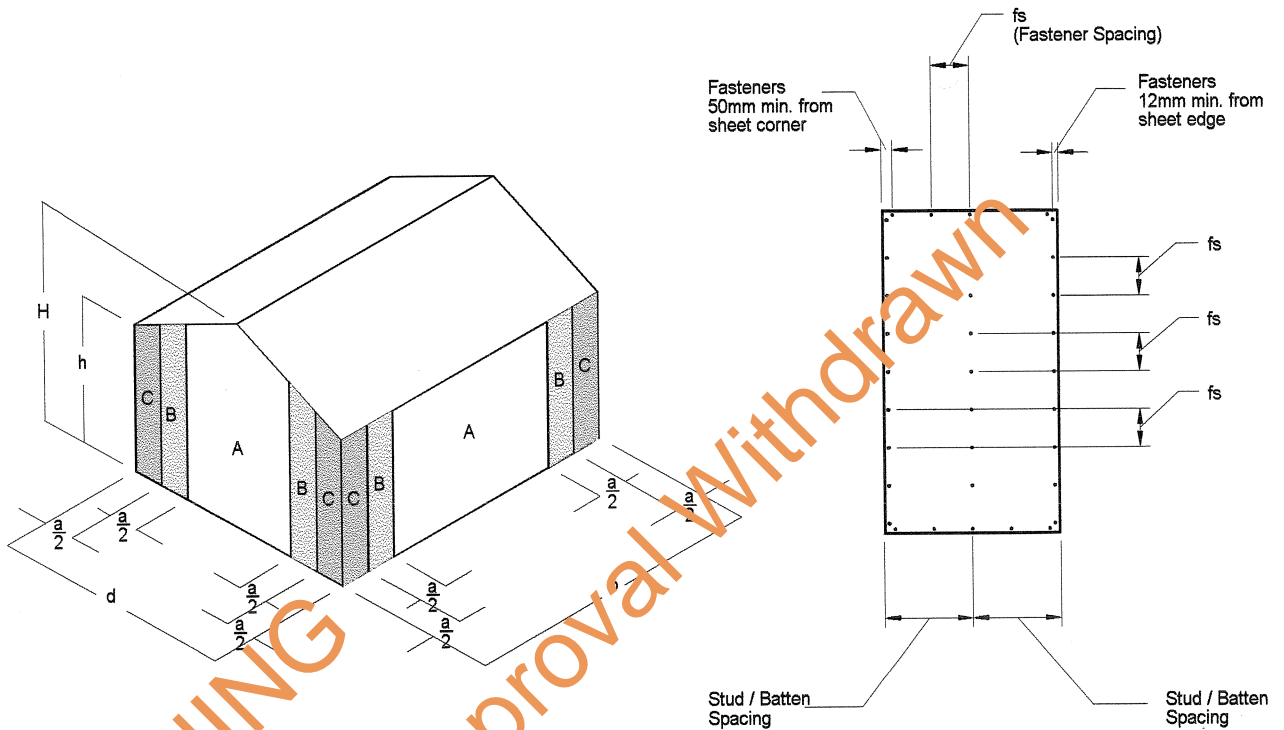 fs
(Fastener Spacing)
Fasteners
50mm min. from
sheet corner
Fasteners
12mm min. from
sheet edge
H
h
C
B
A
B
C
C
B
A
B
C
a
2
a
2
d
a
2
a
2
a
2
a
2
a
2
a
2
fs
fs
fs
Stud / Batten
Spacing
Stud / Batten
Spacing
Withdrawn